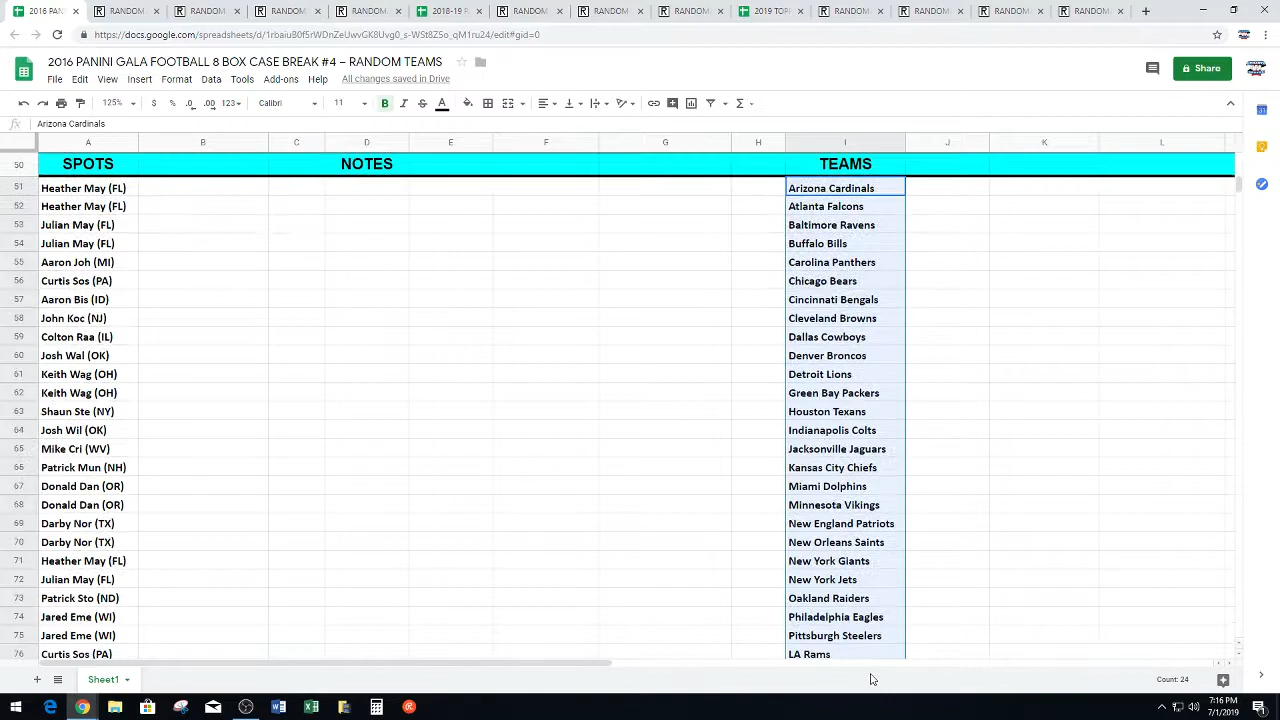 2016 PANI
RANDOM
RANDOM
RANDOM
RANDOM
2018-19 P
RANDOM
RANDOM
RANDOM
2019 TOPP
RANDOM
RANDOM
RANDOM
RANDOM
https://docs.google.com/spreadsheets/d/1rbaiuB0f5rWDnZeUwvGK8Uvg0_s-WSt8ZSo_qM1ru24/edit#gid=0
2016 PANINI GALA FOOTBALL 8 BOX CASE BREAK #4 – RANDOM TEAMS
File Edit View Insert Format Data Tools Add-ons Help All changes saved in Drive
Share
125% $ % .0 .00 123 Calibri 11 B I S A
fx Arizona Cardinals
A B C D E F G H I J K L
50 SPOTS NOTES TEAMS
51 Heather May (FL) Arizona Cardinals
52 Heather May (FL) Atlanta Falcons
53 Julian May (FL) Baltimore Ravens
54 Julian May (FL) Buffalo Bills
55 Aaron Joh (MI) Carolina Panthers
56 Curtis Sos (PA) Chicago Bears
57 Aaron Bis (ID) Cincinnati Bengals
58 John Koc (NJ) Cleveland Browns
59 Colton Raa (IL) Dallas Cowboys
60 Josh Wal (OK) Denver Broncos
61 Keith Wag (OH) Detroit Lions
62 Keith Wag (OH) Green Bay Packers
63 Shaun Ste (NY) Houston Texans
64 Josh Wil (OK) Indianapolis Colts
65 Mike Cri (WV) Jacksonville Jaguars
66 Patrick Mun (NH) Kansas City Chiefs
67 Donald Dan (OR) Miami Dolphins
68 Donald Dan (OR) Minnesota Vikings
69 Darby Nor (TX) New England Patriots
70 Darby Nor (TX) New Orleans Saints
71 Heather May (FL) New York Giants
72 Julian May (FL) New York Jets
73 Patrick Sto (ND) Oakland Raiders
74 Jared Eme (WI) Philadelphia Eagles
75 Jared Eme (WI) Pittsburgh Steelers
76 Curtis Sos (PA) LA Rams
Sheet1 Count: 24
7:16 PM
7/1/2019